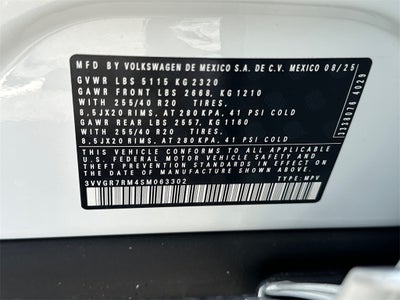 MFD BY VOLKSWAGEN DE MEXICO S.A. DE C.V. MEXICO 08/25
GVWR LBS 5115 KG 2320
GAWR FRONT LBS 2668, KG 1210
WITH 255/40 R20 TIRES.
8.5JX20 RIMS, AT 280 KPA, 41 PSI COLD
GAWR REAR LBS 2557, KG 1160
WITH 255/40 R20 TIRES.
8.5JX20 RIMS, AT 280 KPA, 41 PSI COLD
THIS VEHICLE CONFORMS TO ALL APPLICABLE
U.S. FEDERAL MOTOR VEHICLE SAFETY AND
THEFT PREVENTION STANDARDS IN EFFECT ON THE
DATE OF MANUFACTURE SHOWN ABOVE.
3VVGR7RM4SM063302 TYPE: MPV